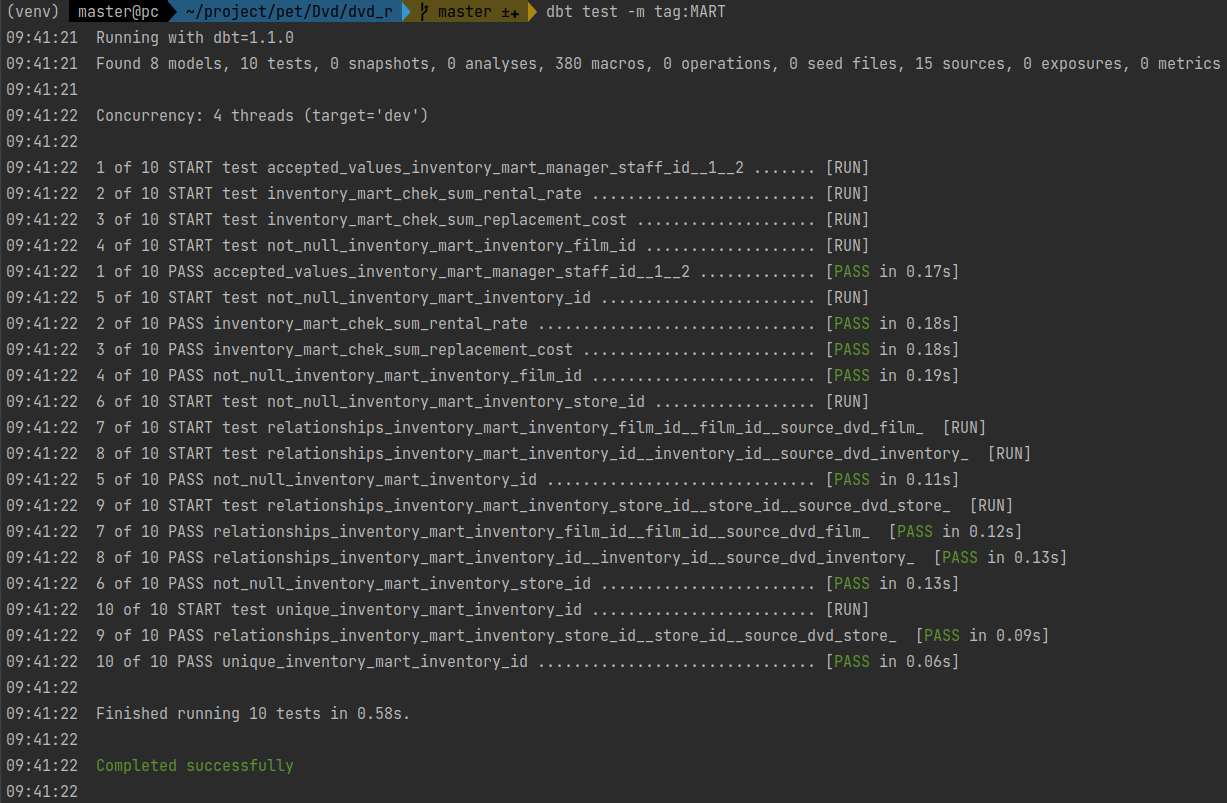 (venv) master@pc ~/project/pet/Dvd/dvd_r master ±✚ dbt test -m tag:MART
09:41:21  Running with dbt=1.1.0
09:41:21  Found 8 models, 10 tests, 0 snapshots, 0 analyses, 380 macros, 0 operations, 0 seed files, 15 sources, 0 exposures, 0 metrics
09:41:21
09:41:22  Concurrency: 4 threads (target='dev')
09:41:22
09:41:22  1 of 10 START test accepted_values_inventory_mart_manager_staff_id__1__2 ....... [RUN]
09:41:22  2 of 10 START test inventory_mart_chek_sum_rental_rate ......................... [RUN]
09:41:22  3 of 10 START test inventory_mart_chek_sum_replacement_cost .................... [RUN]
09:41:22  4 of 10 START test not_null_inventory_mart_inventory_film_id ................... [RUN]
09:41:22  1 of 10 PASS accepted_values_inventory_mart_manager_staff_id__1__2 ............. [PASS in 0.17s]
09:41:22  5 of 10 START test not_null_inventory_mart_inventory_id ........................ [RUN]
09:41:22  2 of 10 PASS inventory_mart_chek_sum_rental_rate ............................... [PASS in 0.18s]
09:41:22  3 of 10 PASS inventory_mart_chek_sum_replacement_cost .......................... [PASS in 0.18s]
09:41:22  4 of 10 PASS not_null_inventory_mart_inventory_film_id ......................... [PASS in 0.19s]
09:41:22  6 of 10 START test not_null_inventory_mart_inventory_store_id .................. [RUN]
09:41:22  7 of 10 START test relationships_inventory_mart_inventory_film_id__film_id__source_dvd_film_  [RUN]
09:41:22  8 of 10 START test relationships_inventory_mart_inventory_id__inventory_id__source_dvd_inventory_  [RUN]
09:41:22  5 of 10 PASS not_null_inventory_mart_inventory_id .............................. [PASS in 0.11s]
09:41:22  9 of 10 START test relationships_inventory_mart_inventory_store_id__store_id__source_dvd_store_  [RUN]
09:41:22  7 of 10 PASS relationships_inventory_mart_inventory_film_id__film_id__source_dvd_film_  [PASS in 0.12s]
09:41:22  8 of 10 PASS relationships_inventory_mart_inventory_id__inventory_id__source_dvd_inventory_  [PASS in 0.13s]
09:41:22  6 of 10 PASS not_null_inventory_mart_inventory_store_id ........................ [PASS in 0.13s]
09:41:22  10 of 10 START test unique_inventory_mart_inventory_id ......................... [RUN]
09:41:22  9 of 10 PASS relationships_inventory_mart_inventory_store_id__store_id__source_dvd_store_  [PASS in 0.09s]
09:41:22  10 of 10 PASS unique_inventory_mart_inventory_id ............................... [PASS in 0.06s]
09:41:22
09:41:22  Finished running 10 tests in 0.58s.
09:41:22
09:41:22  Completed successfully
09:41:22